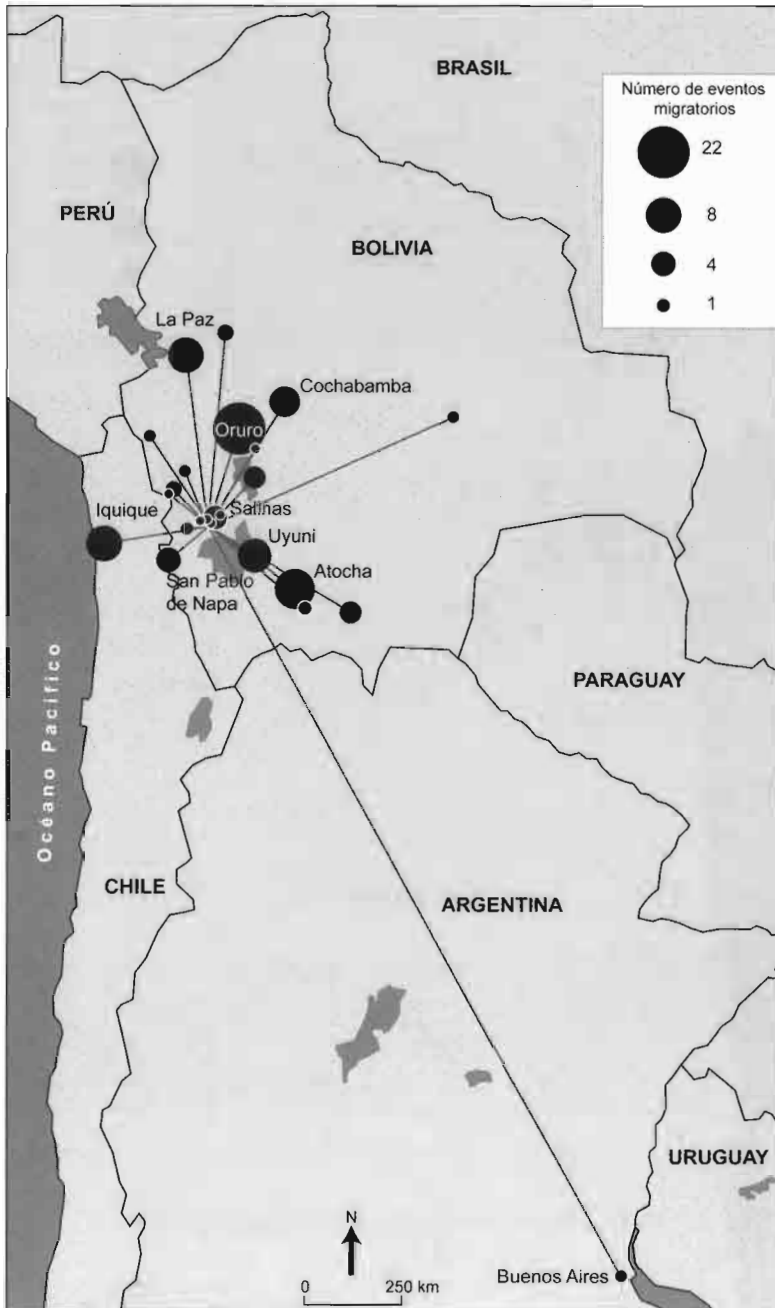 BRASIL
Número de eventos
migratorios
22
8
4
1
PERÚ
BOLIVIA
La Paz
Cochabamba
Oruro
Iquique
Salinas
Uyuni
Atocha
San Pablo
de Napa
PARAGUAY
Océano Pacífico
CHILE
ARGENTINA
URUGUAY
N
Buenos Aires
0 250 km